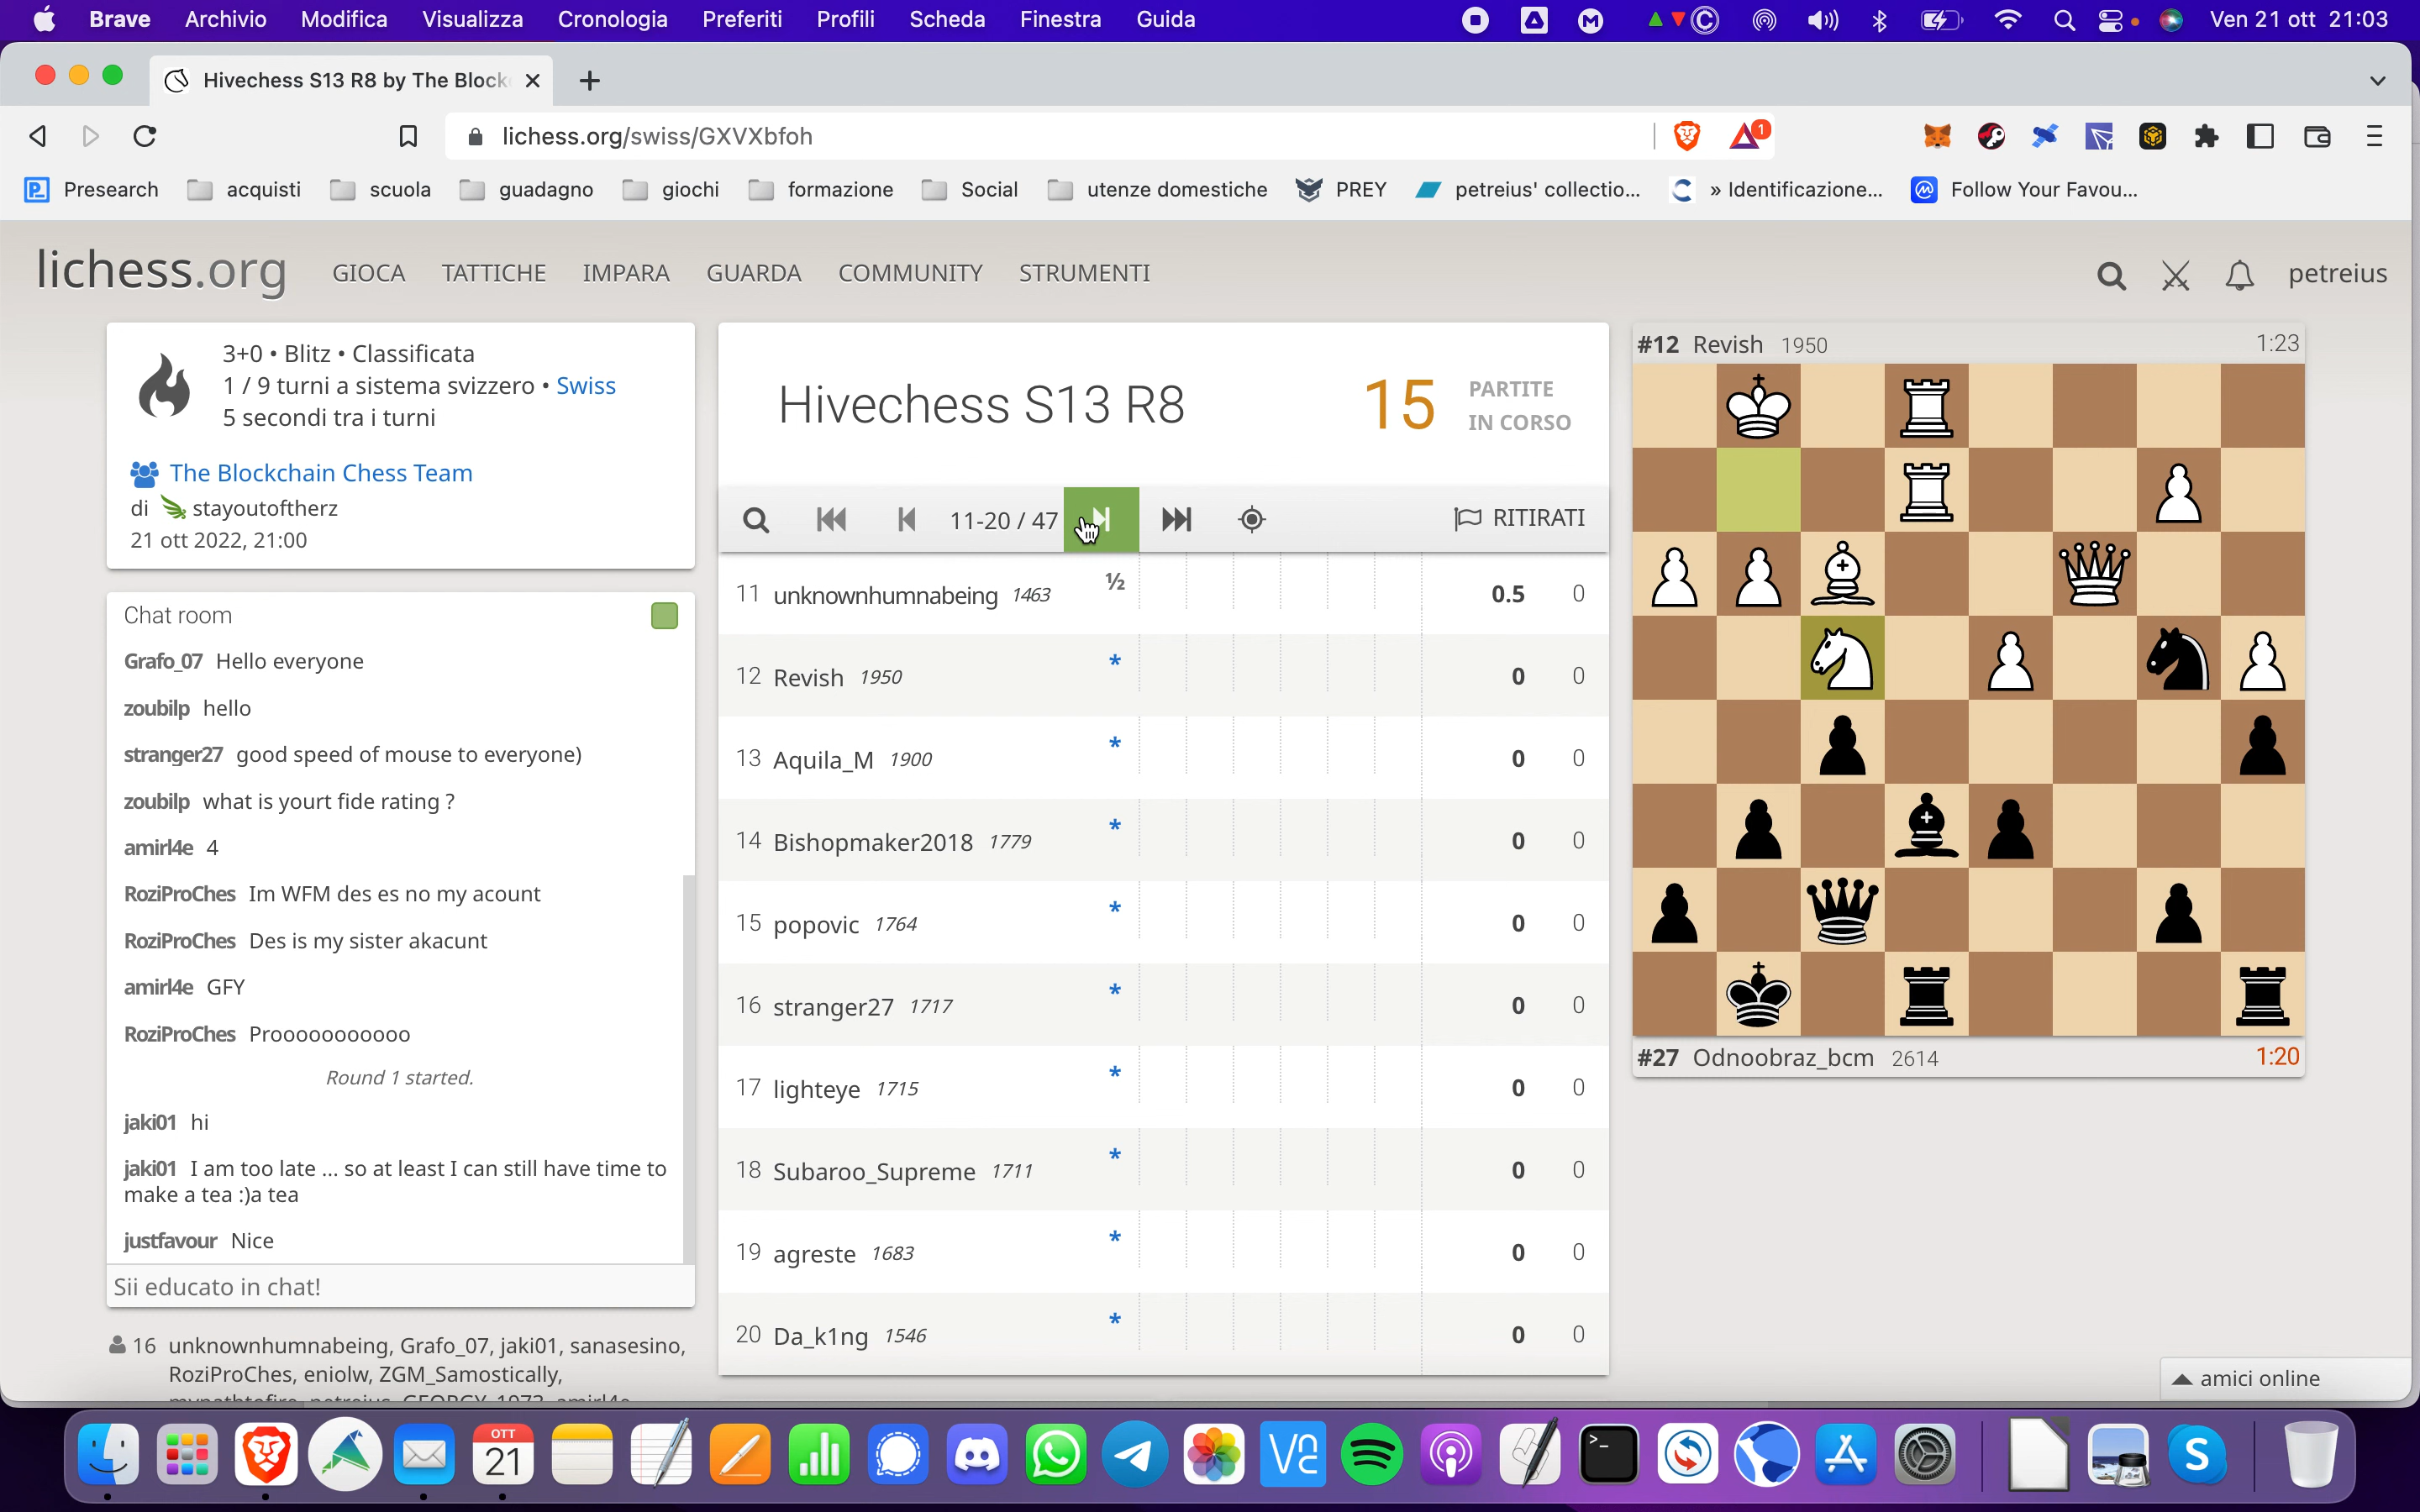 Brave Archivio Modifica Visualizza Cronologia Preferiti Profili Scheda Finestra Guida Ven 21 ott 21:03
Hivechess S13 R8 by The Block
lichess.org/swiss/GXVXbfoh
1
Presearch acquisti scuola guadagno giochi formazione Social utenze domestiche PREY petreius' collectio... » Identificazione... Follow Your Favou...
lichess.org GIOCA TATTICHE IMPARA GUARDA COMMUNITY STRUMENTI petreius
3+0 • Blitz • Classificata
1 / 9 turni a sistema svizzero • Swiss
5 secondi tra i turni
The Blockchain Chess Team
di stayoutoftherz
21 ott 2022, 21:00
Chat room
Grafo_07 Hello everyone
zoubilp hello
stranger27 good speed of mouse to everyone)
zoubilp what is yourt fide rating ?
amirl4e 4
RoziProChes Im WFM des es no my acount
RoziProChes Des is my sister akacunt
amirl4e GFY
RoziProChes Prooooooooooo
Round 1 started.
jaki01 hi
jaki01 I am too late ... so at least I can still have time to
make a tea :)a tea
justfavour Nice
Sii educato in chat!
16 unknownhumnabeing, Grafo_07, jaki01, sanasesino,
RoziProChes, eniolw, ZGM_Samostically,
Hivechess S13 R8
15 PARTITE
IN CORSO
11-20 / 47 RITIRATI
11 unknownhumnabeing 1463 ½ 0.5 0
12 Revish 1950 * 0 0
13 Aquila_M 1900 * 0 0
14 Bishopmaker2018 1779 * 0 0
15 popovic 1764 * 0 0
16 stranger27 1717 * 0 0
17 lighteye 1715 * 0 0
18 Subaroo_Supreme 1711 * 0 0
19 agreste 1683 * 0 0
20 Da_k1ng 1546 * 0 0
#12 Revish 1950 1:23
#27 Odnoobraz_bcm 2614 1:20
amici online
OTT
21